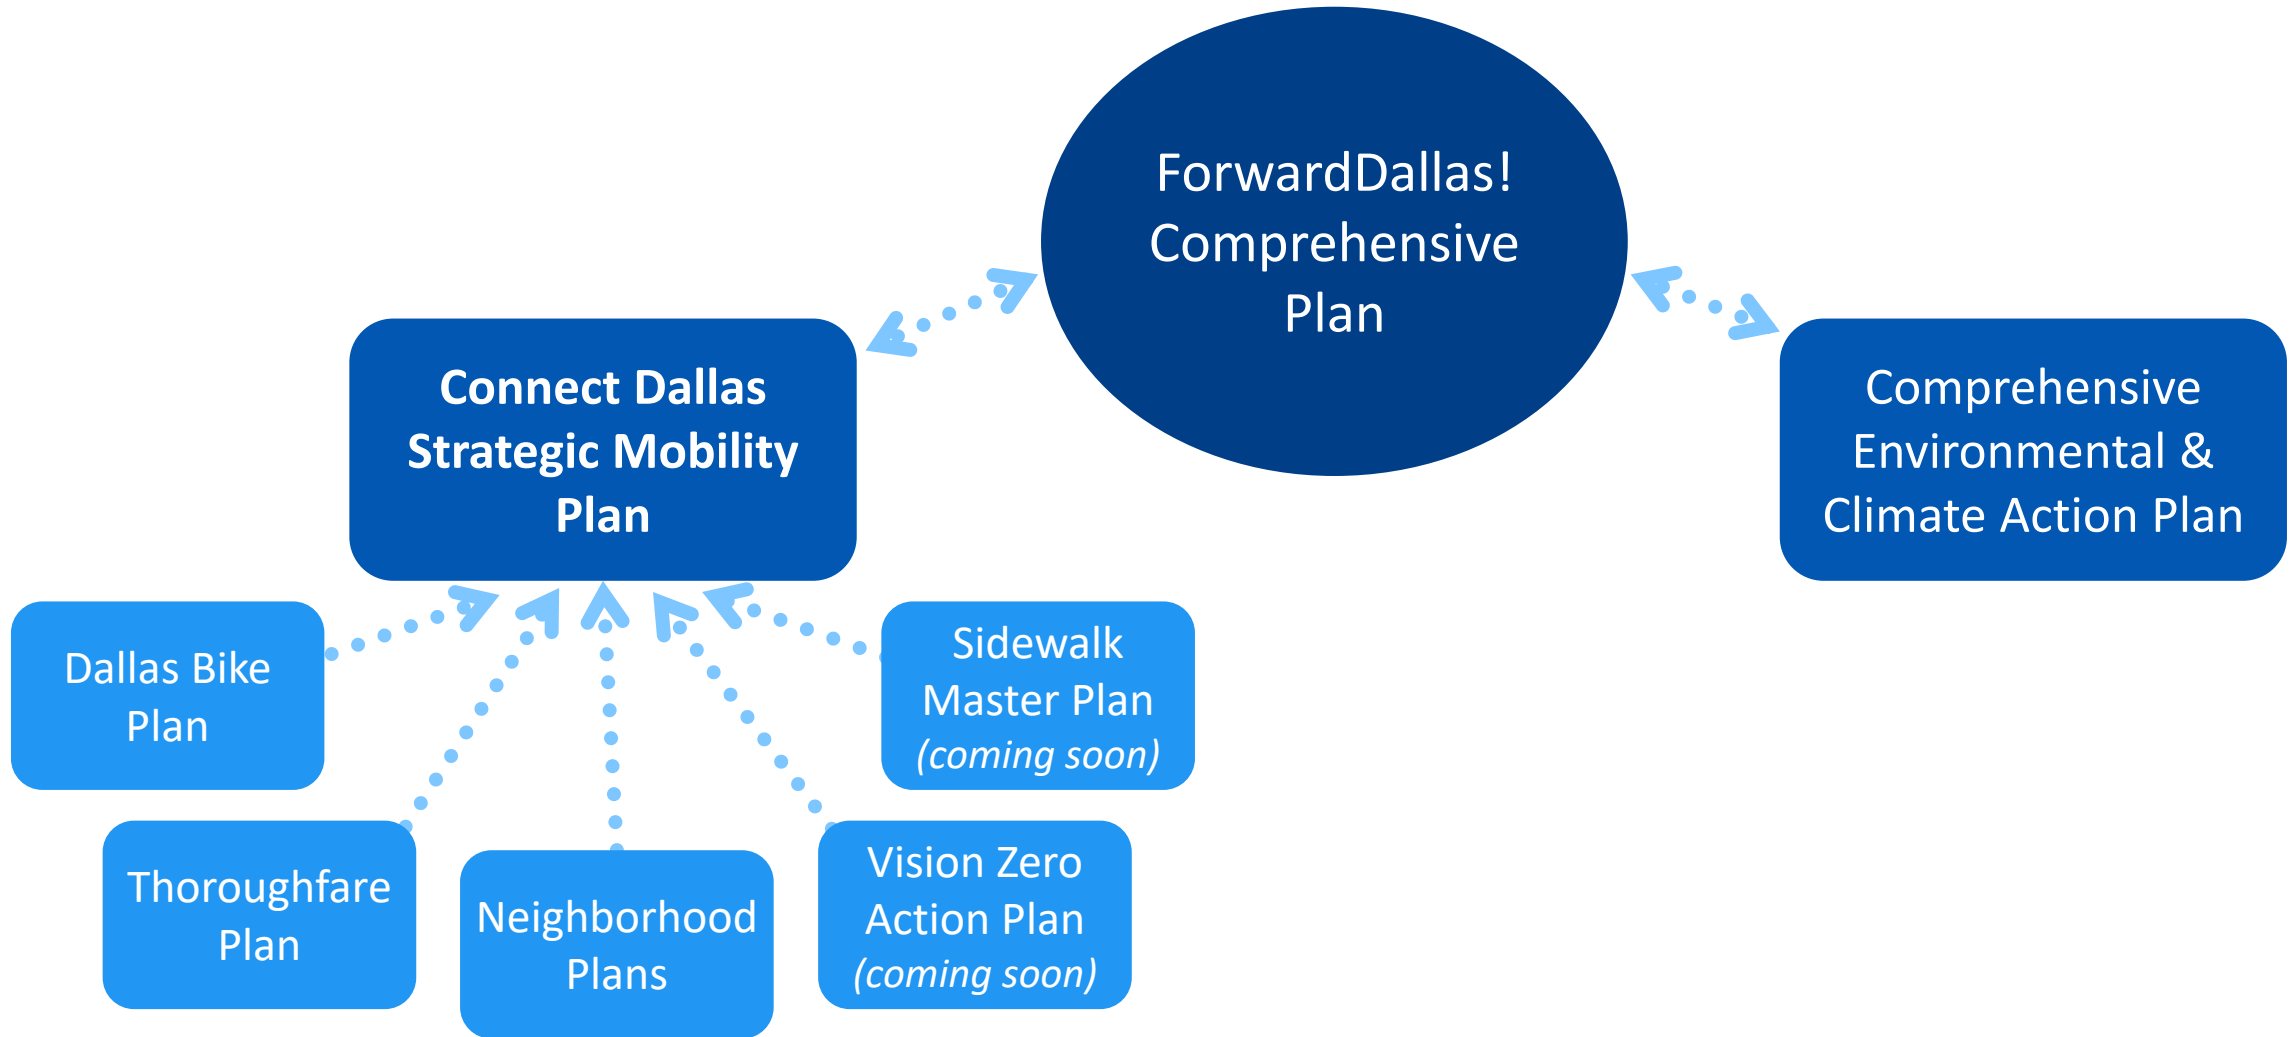 ForwardDallas!
Comprehensive
Plan
Connect Dallas
Strategic Mobility
Plan
Comprehensive
Environmental &
Climate Action Plan
Dallas Bike
Plan
Sidewalk
Master Plan
(coming soon)
Thoroughfare
Plan
Neighborhood
Plans
Vision Zero
Action Plan
(coming soon)